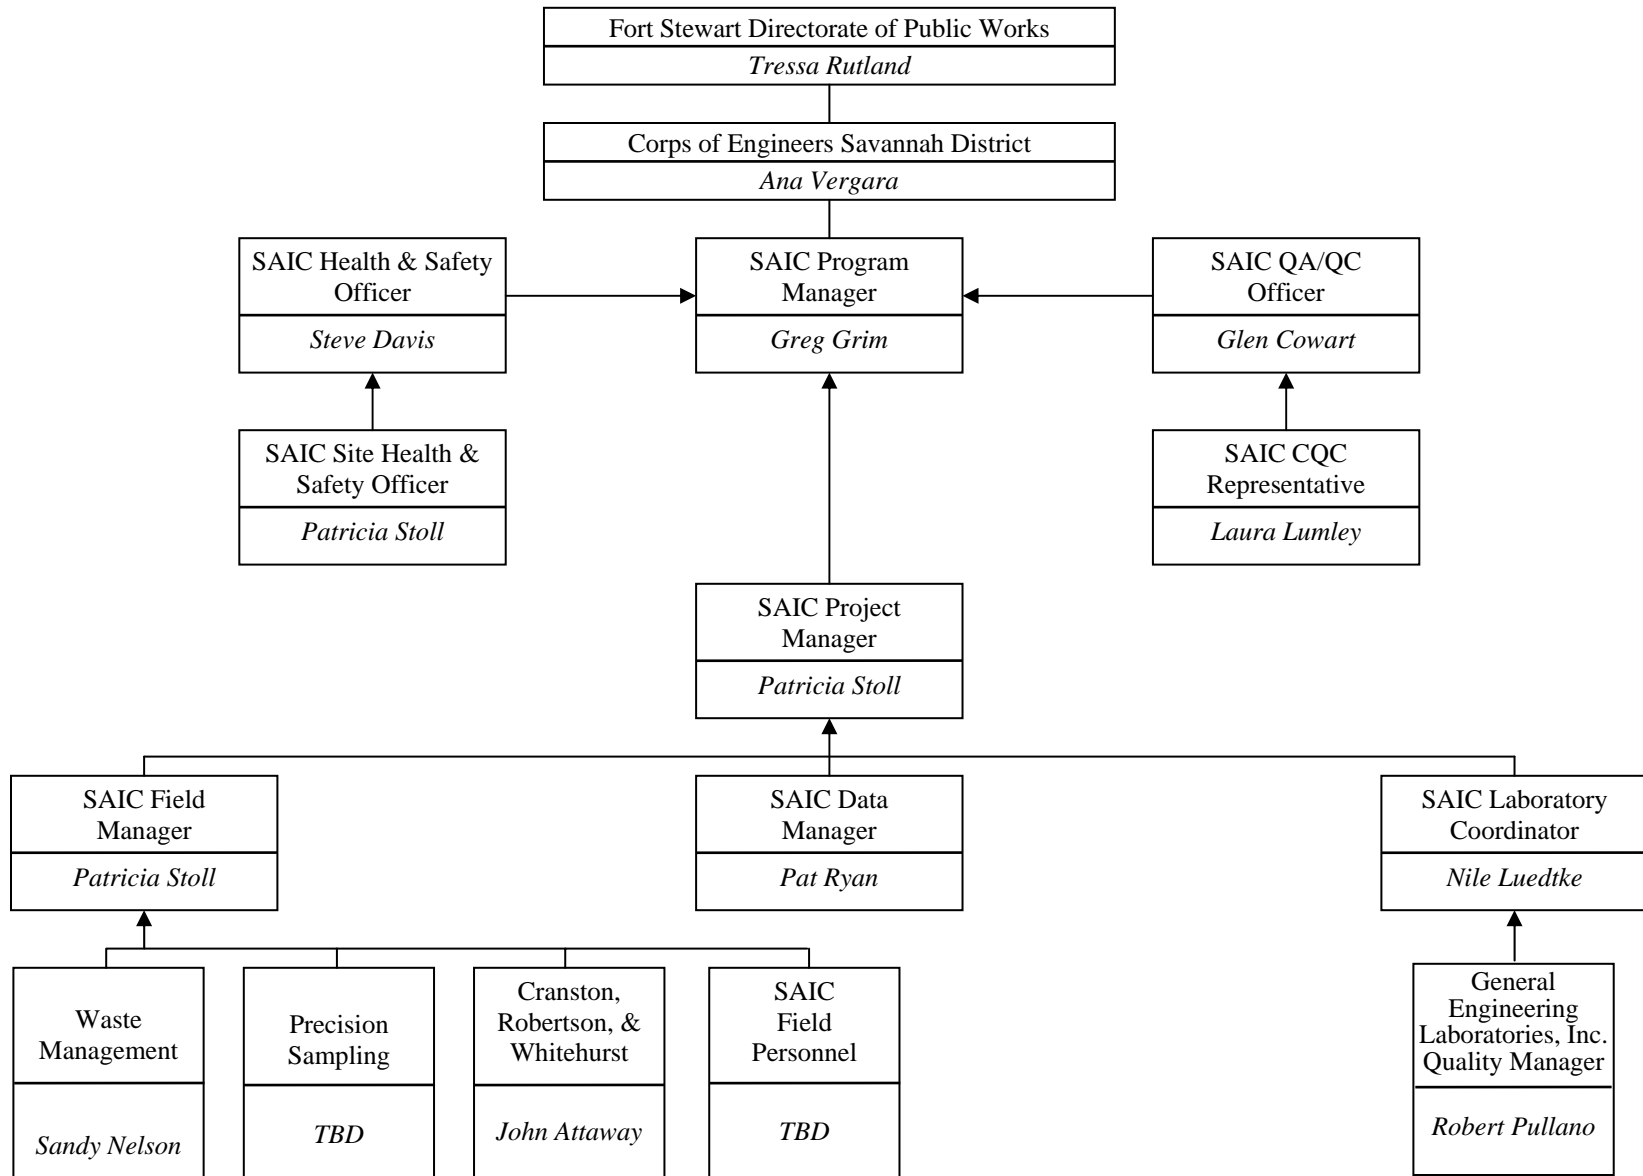 Fort Stewart Directorate of Public Works
Tressa Rutland
Corps of Engineers Savannah District
Ana Vergara
SAIC Health & Safety
Officer
Steve Davis
SAIC Program
Manager
Greg Grim
SAIC QA/QC
Officer
Glen Cowart
SAIC Site Health &
Safety Officer
Patricia Stoll
SAIC CQC
Representative
Laura Lumley
SAIC Project
Manager
Patricia Stoll
SAIC Field
Manager
Patricia Stoll
SAIC Data
Manager
Pat Ryan
SAIC Laboratory
Coordinator
Nile Luedtke
Waste
Management
Sandy Nelson
Precision
Sampling
TBD
Cranston,
Robertson, &
Whitehurst
John Attaway
SAIC
Field
Personnel
TBD
General
Engineering
Laboratories, Inc.
Quality Manager
Robert Pullano